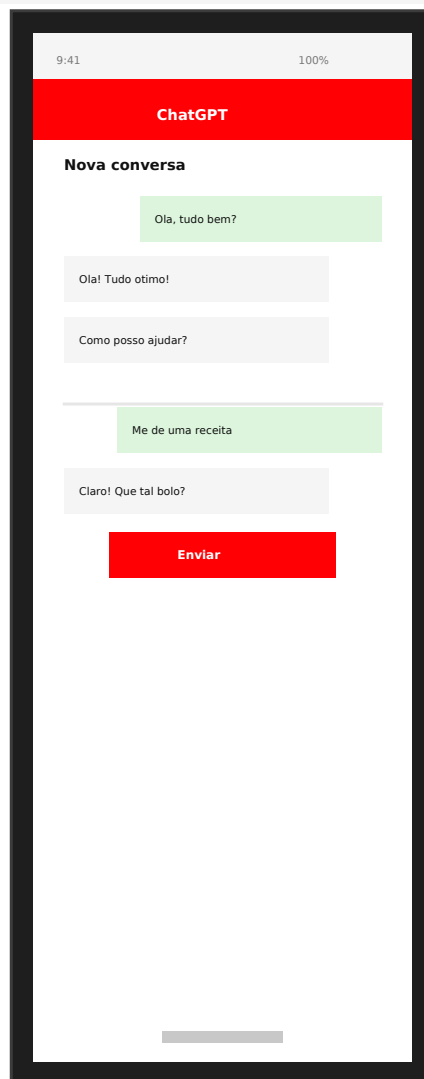 9:41 100%
ChatGPT
Nova conversa
Ola, tudo bem?
Ola! Tudo otimo!
Como posso ajudar?
Me de uma receita
Claro! Que tal bolo?
Enviar